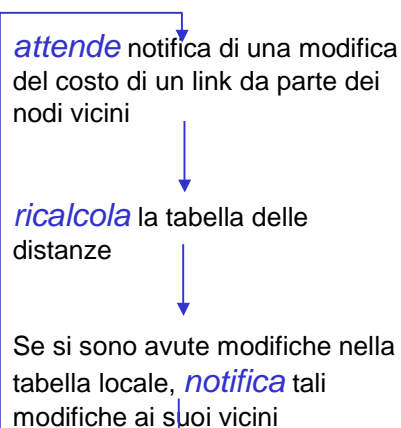 attende notifica di una modifica
del costo di un link da parte dei
nodi vicini
ricalcola la tabella delle
distanze
Se si sono avute modifiche nella
tabella locale, notifica tali
modifiche ai suoi vicini